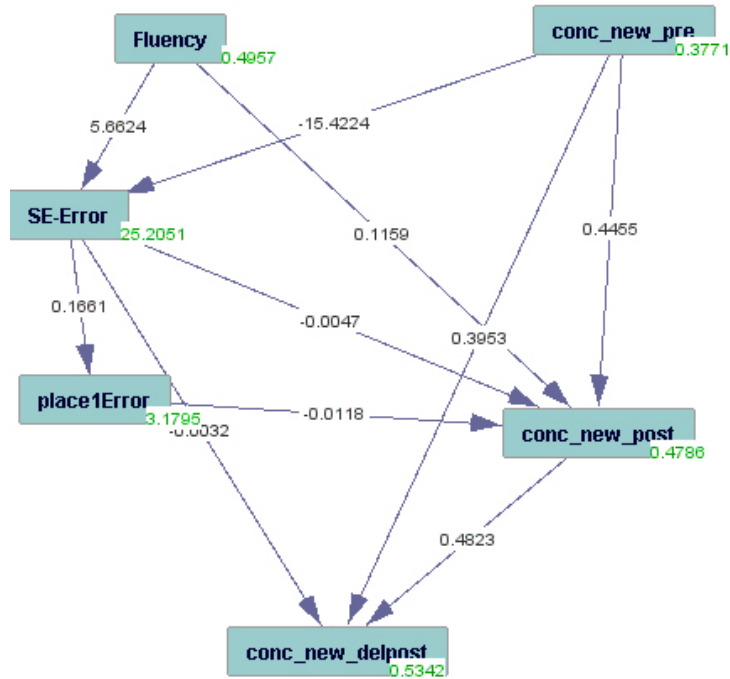 Fluency
0.4957
conc_new_pre
0.3771
5.6624
-15.4224
SE-Error
25.2051
0.1159
0.4455
0.1661
-0.0047
0.3953
place1Error
3.1795
-0.0118
-0.0032
conc_new_post
0.4786
0.4823
conc_new_delpost
0.5342